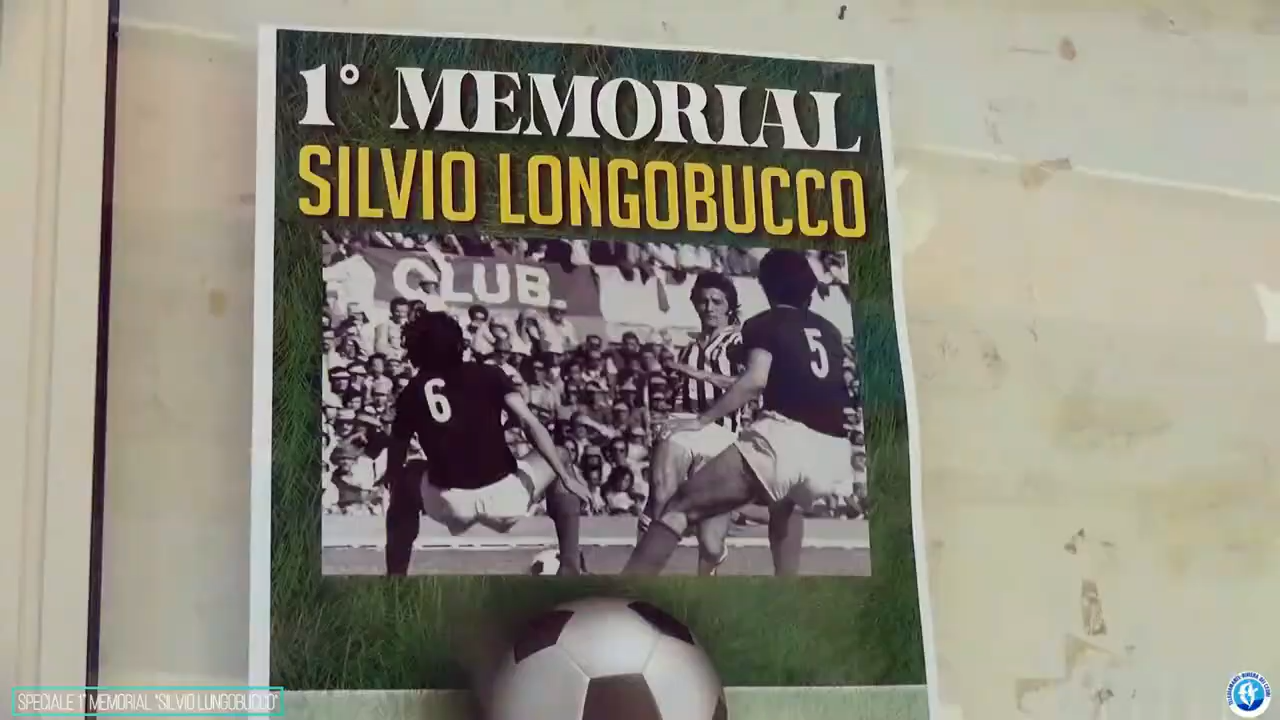 1° MEMORIAL
SILVIO LONGOBUCCO
CLUB
6
5
SPECIALE 1° MEMORIAL "SILVIO LUNGOBUCCO"